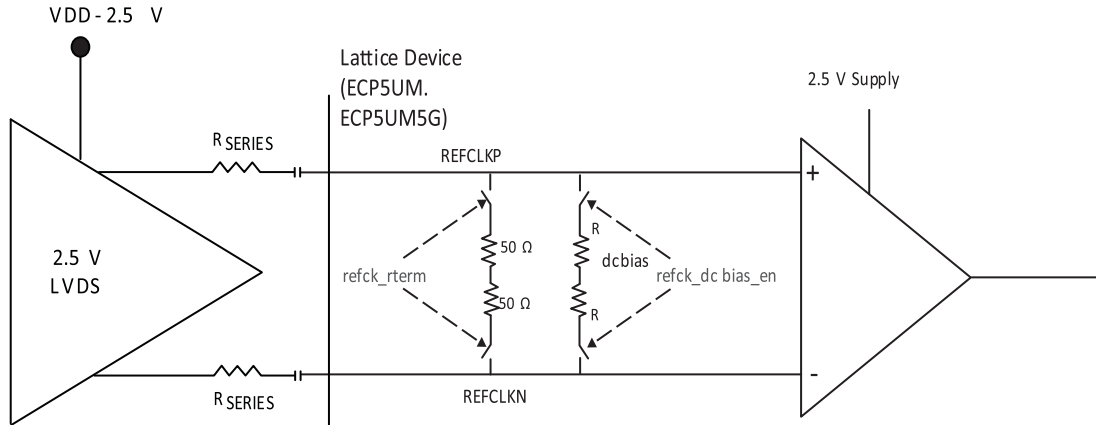 VDD - 2.5 V
Lattice Device
(ECP5UM.
ECP5UM5G)
2.5 V Supply
R SERIES
REFCLKP
+
R
50 Ω
2.5 V
LVDS
dcbias
refck_rterm
refck_dc bias_en
50 Ω
R
-
R SERIES
REFCLKN